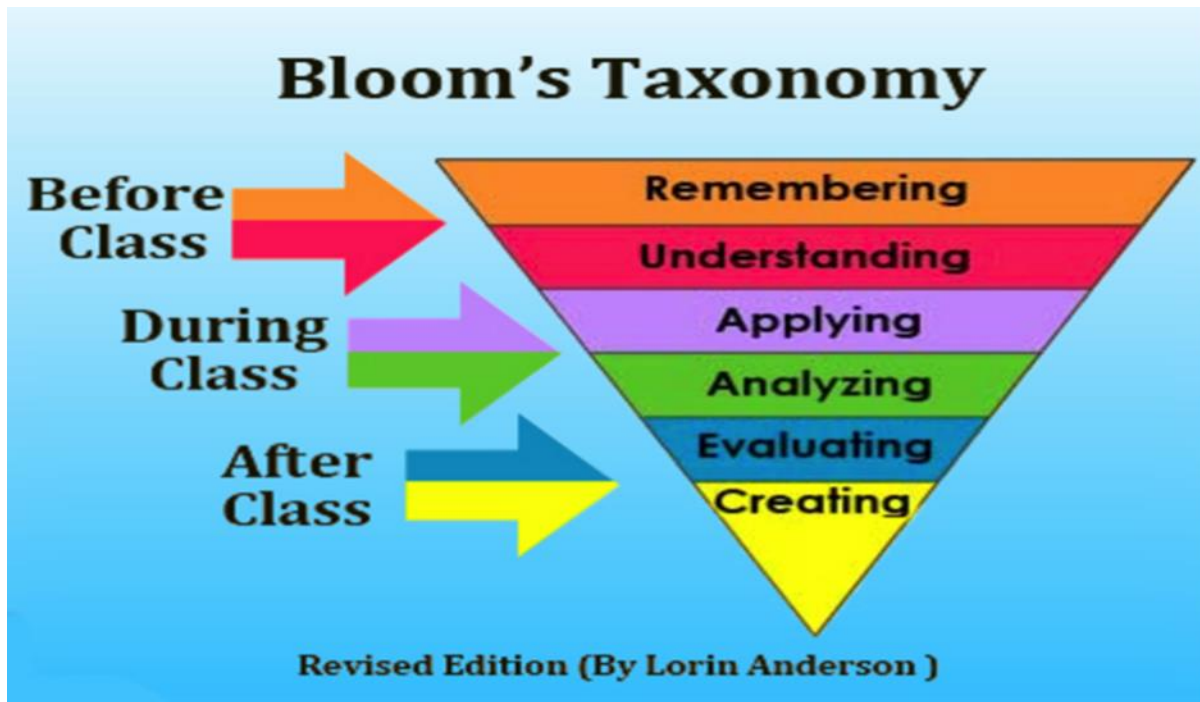 Bloom's Taxonomy
Before
Class
During
Class
After
Class
Remembering
Understanding
Applying
Analyzing
Evaluating
Creating
Revised Edition (By Lorin Anderson )